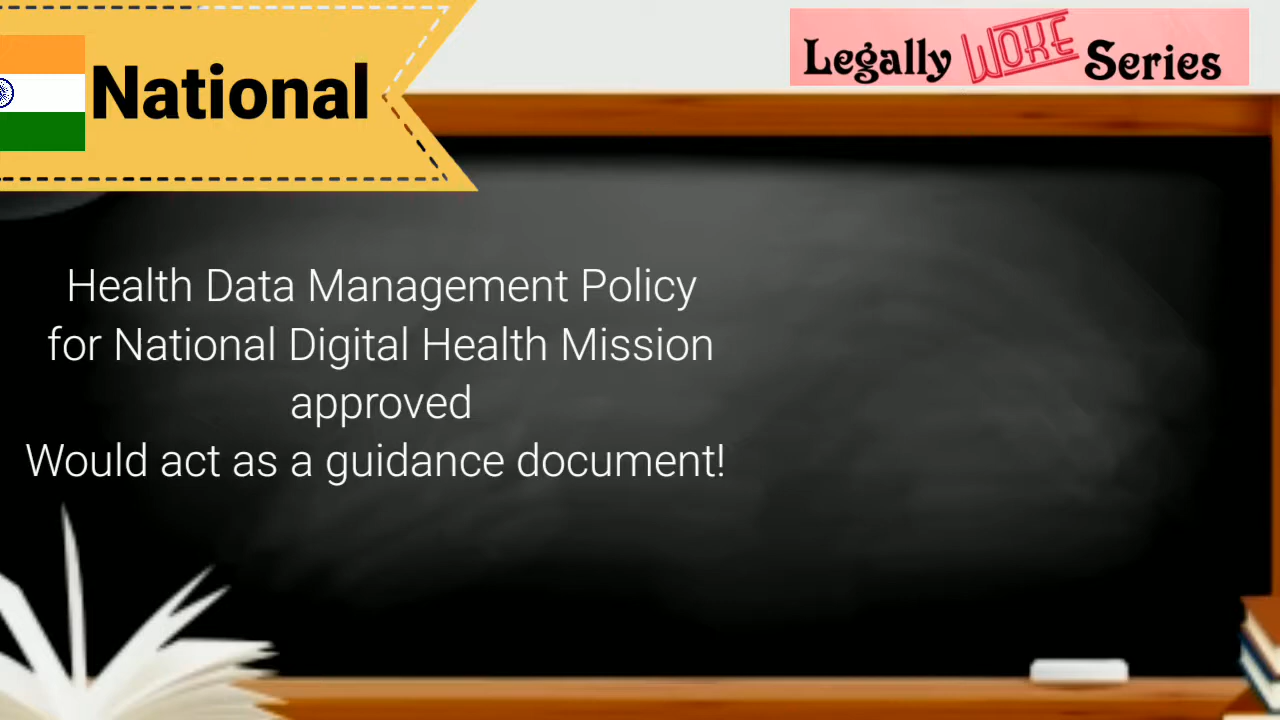 National
Legally WOKE Series
Health Data Management Policy
for National Digital Health Mission
approved
Would act as a guidance document!